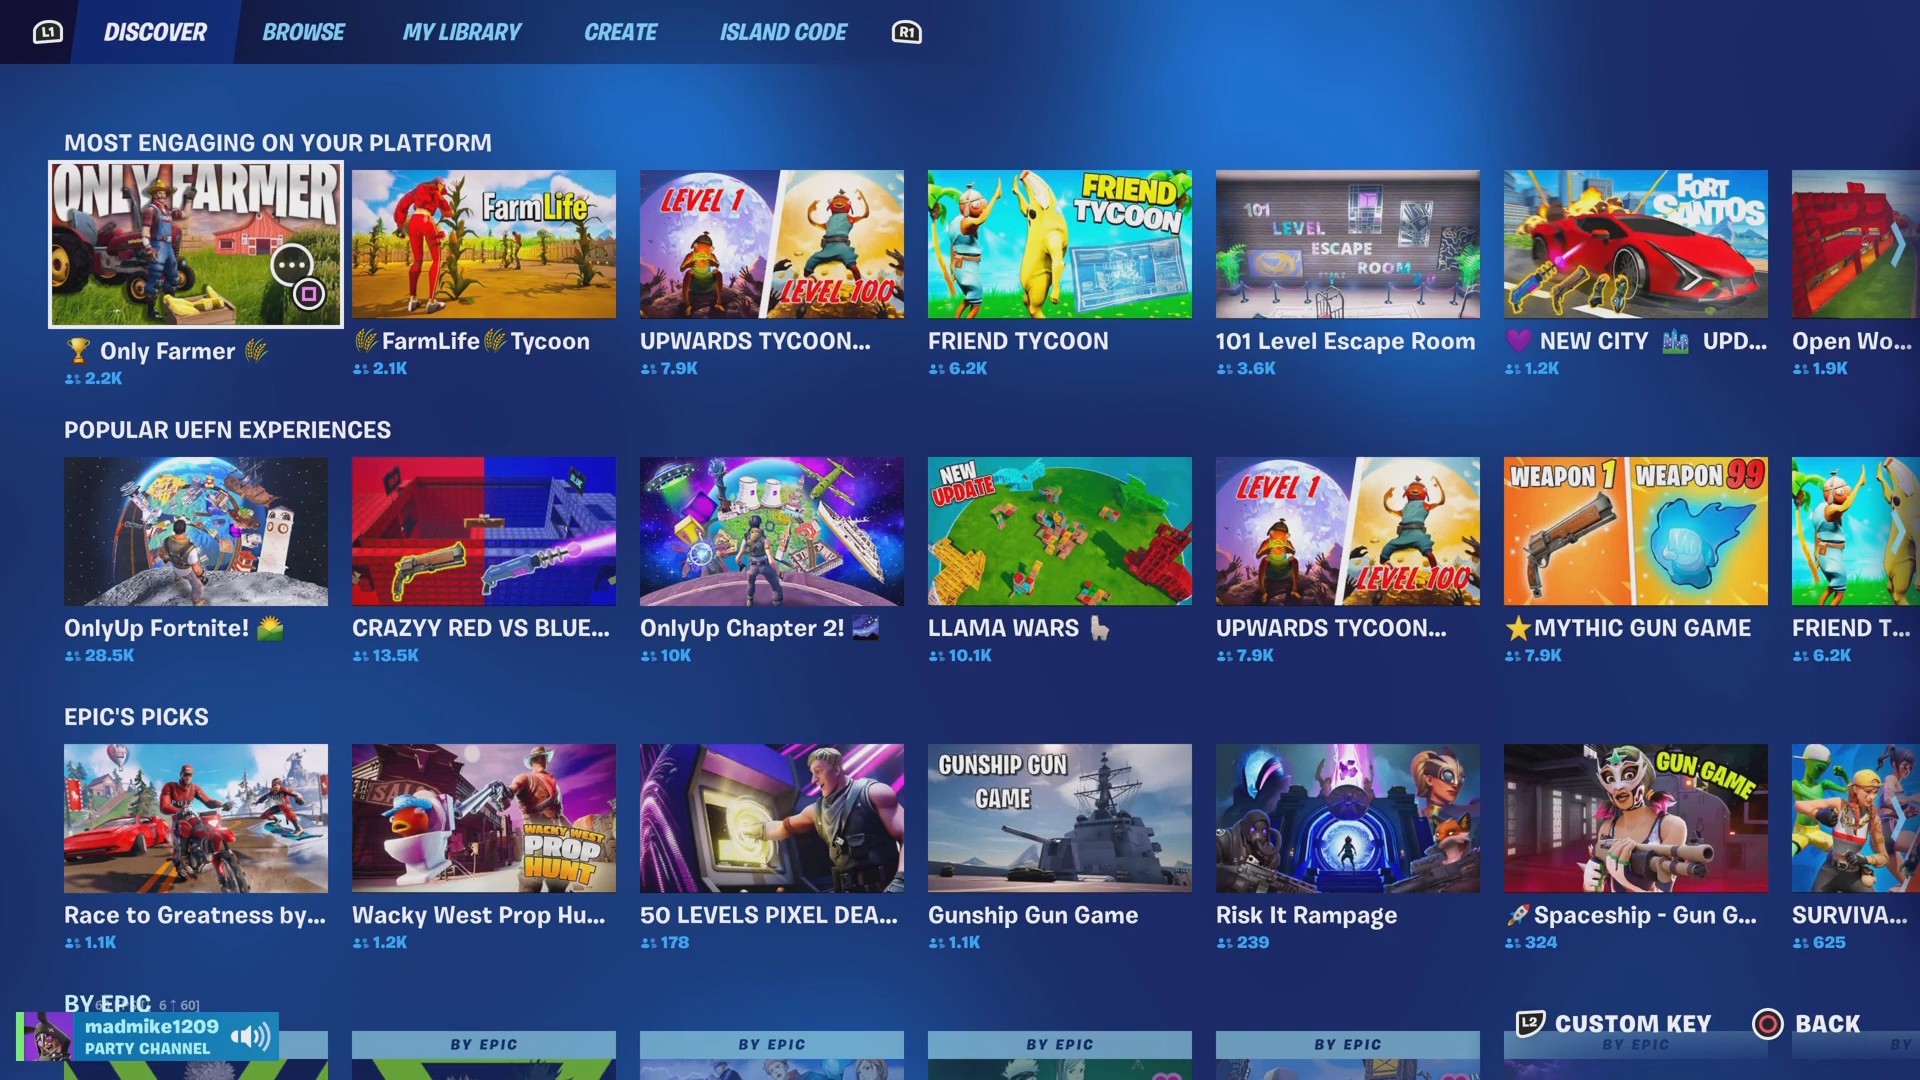 L1 DISCOVER BROWSE MY LIBRARY CREATE ISLAND CODE R1
MOST ENGAGING ON YOUR PLATFORM
ONLY FARMER
FarmLife
LEVEL 1
LEVEL 100
FRIEND TYCOON
101 LEVEL ESCAPE ROOM
FORT SANTOS
🏆 Only Farmer 🌾
🌾FarmLife🌾Tycoon
UPWARDS TYCOON...
FRIEND TYCOON
101 Level Escape Room
💜 NEW CITY 🏙️ UPD...
Open Wo...
2.2K
2.1K
7.9K
6.2K
3.6K
1.2K
1.9K
POPULAR UEFN EXPERIENCES
NEW UPDATE
LEVEL 1
LEVEL 100
WEAPON 1
WEAPON 99
OnlyUp Fortnite!
CRAZYY RED VS BLUE...
OnlyUp Chapter 2! 🌌
LLAMA WARS 🦙
UPWARDS TYCOON...
⭐MYTHIC GUN GAME
FRIEND T...
28.5K
13.5K
10K
10.1K
7.9K
7.9K
6.2K
EPIC'S PICKS
WACKY WEST PROP HUNT
GUNSHIP GUN GAME
GUN GAME
Race to Greatness by...
Wacky West Prop Hu...
50 LEVELS PIXEL DEA...
Gunship Gun Game
Risk It Rampage
🚀Spaceship - Gun G...
SURVIVA...
1.1K
1.2K
178
1.1K
239
324
625
BY EPIC
madmike1209
PARTY CHANNEL
L2 CUSTOM KEY
BACK
BY EPIC
BY EPIC
BY EPIC
BY EPIC
BY EPIC
BY